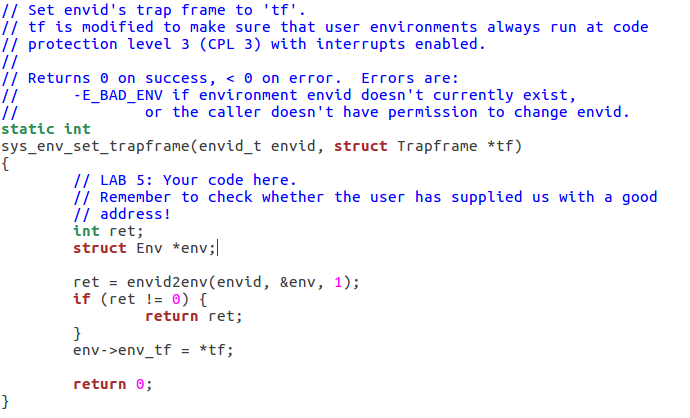 // Set envid's trap frame to 'tf'.
// tf is modified to make sure that user environments always run at code
// protection level 3 (CPL 3) with interrupts enabled.
//
// Returns 0 on success, < 0 on error.  Errors are:
//      -E_BAD_ENV if environment envid doesn't currently exist,
//              or the caller doesn't have permission to change envid.
static int
sys_env_set_trapframe(envid_t envid, struct Trapframe *tf)
{
        // LAB 5: Your code here.
        // Remember to check whether the user has supplied us with a good
        // address!
        int ret;
        struct Env *env;

        ret = envid2env(envid, &env, 1);
        if (ret != 0) {
                return ret;
        }
        env->env_tf = *tf;

        return 0;
}